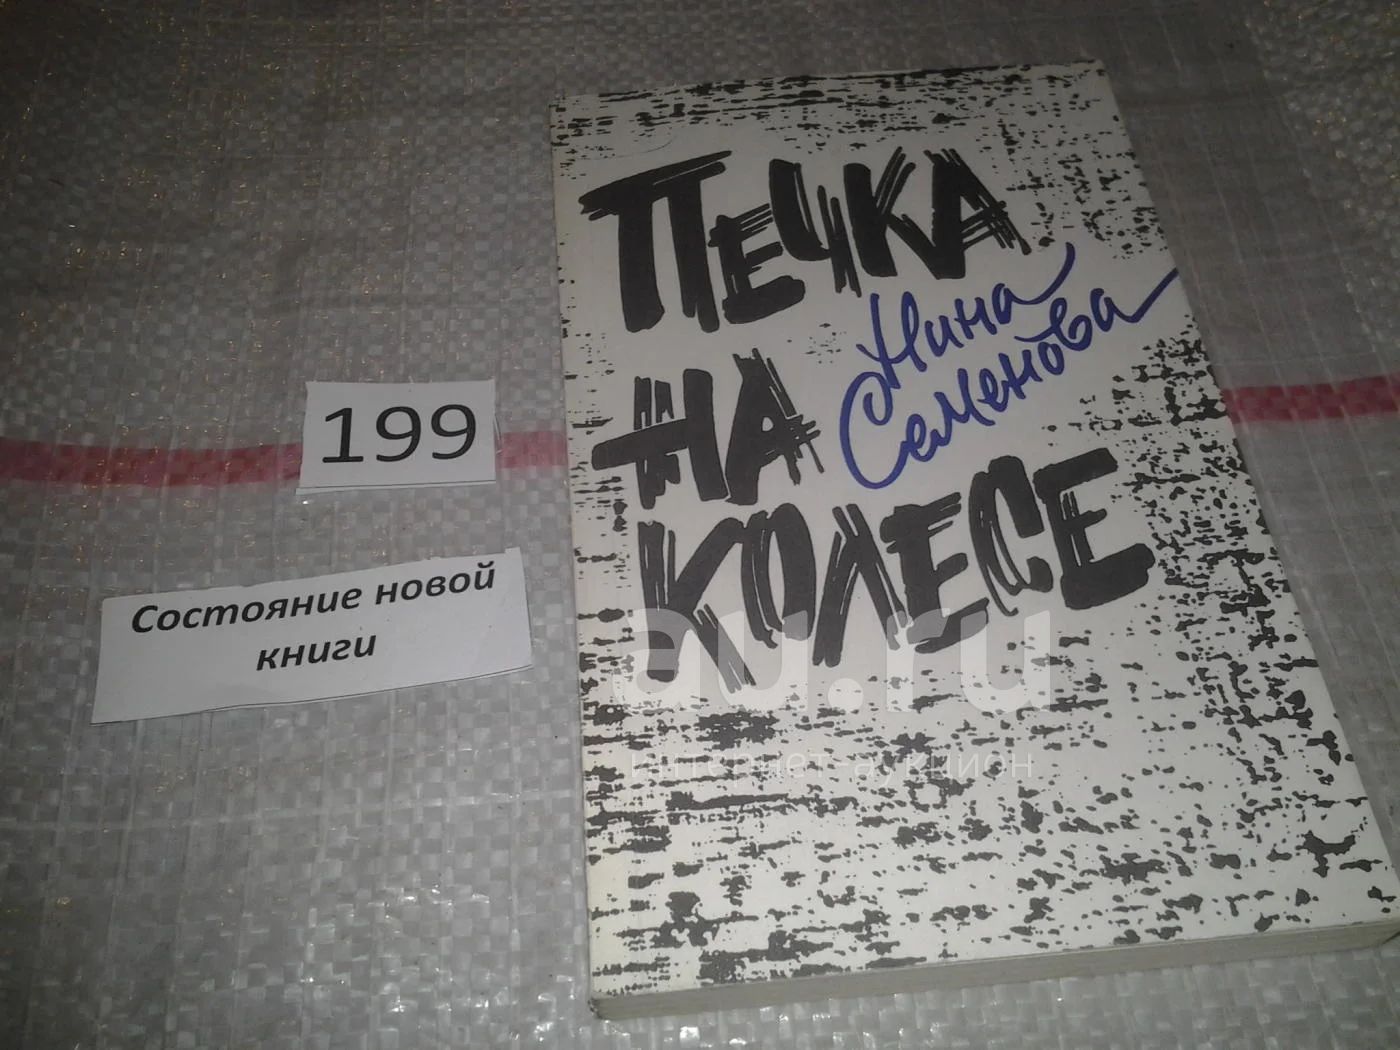 ПЕЧКА
Нина
Семенова
НА
КОЛЕСЕ
199
Состояние новой
книги
au.ru
интернет-аукцион